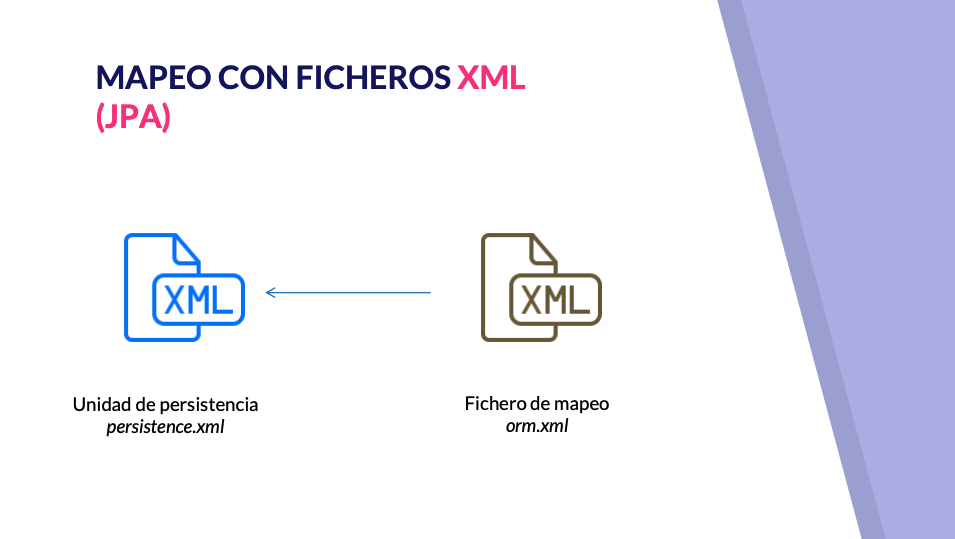 MAPEO CON FICHEROS XML
(JPA)
XML
XML
Unidad de persistencia
persistence.xml
Fichero de mapeo
orm.xml